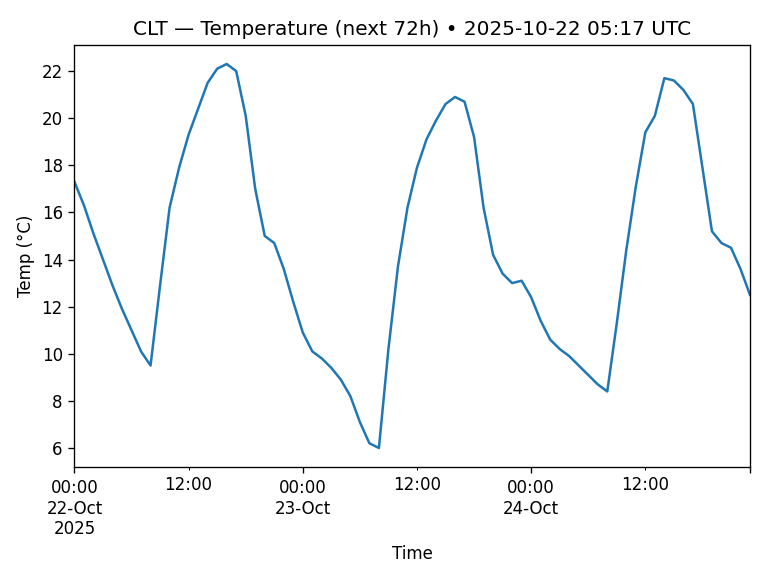 CLT — Temperature (next 72h) • 2025-10-22 05:17 UTC
Temp (°C)
22
20
18
16
14
12
10
8
6
00:00 12:00 00:00 12:00 00:00 12:00
22-Oct 23-Oct 24-Oct
2025
Time